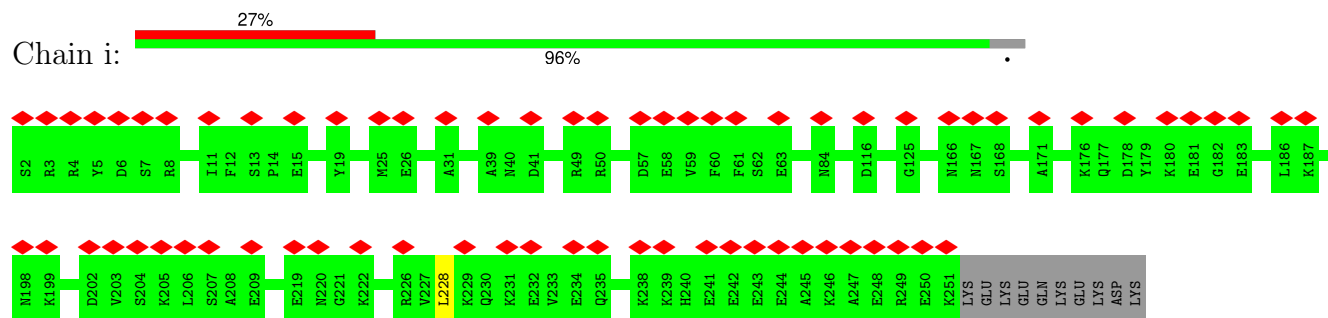 27%
Chain i:
96%
.
S2 R3 R4 Y5 D6 S7 R8 I11 F12 S13 P14 E15 Y19 M25 E26 A31 A39 N40 D41 R49 R50 D57 E58 V59 F60 F61 S62 E63 N84 D116 G125 N166 N167 S168 A171 K176 Q177 D178 Y179 K180 E181 G182 E183 L186 K187
N198 K199 D202 V203 S204 K205 L206 S207 A208 E209 E219 N220 G221 K222 R226 V227 L228 K229 Q230 K231 E232 V233 E234 Q235 K238 K239 H240 E241 E242 E243 E244 A245 K246 A247 E248 R249 E250 K251 LYS GLU LYS GLU GLN LYS GLU LYS ASP LYS